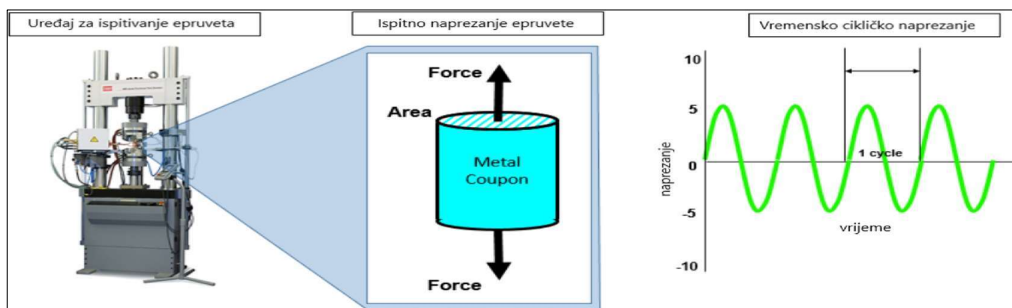 Uređaj za ispitivanje epruveta
Ispitno naprezanje epruvete
Vremensko cikličko naprezanje
Force
Area
Metal
Coupon
Force
10
5
0
-5
-10
naprezanje
1 cycle
vrijeme